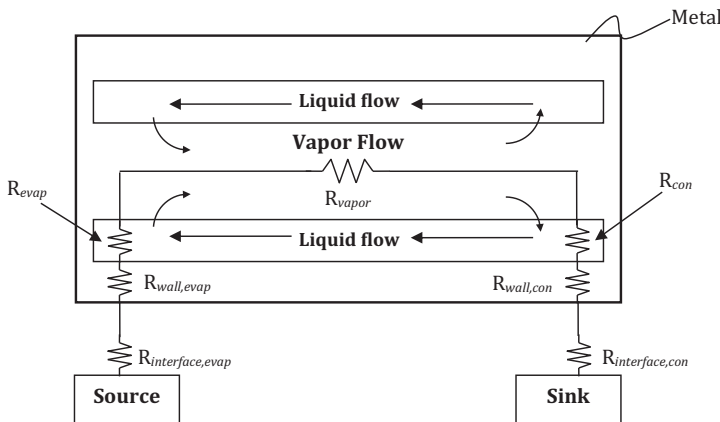 Metal
Liquid flow
Vapor Flow
R_evap
R_vapor
R_con
Liquid flow
R_wall,evap
R_wall,con
R_interface,evap
R_interface,con
Source
Sink